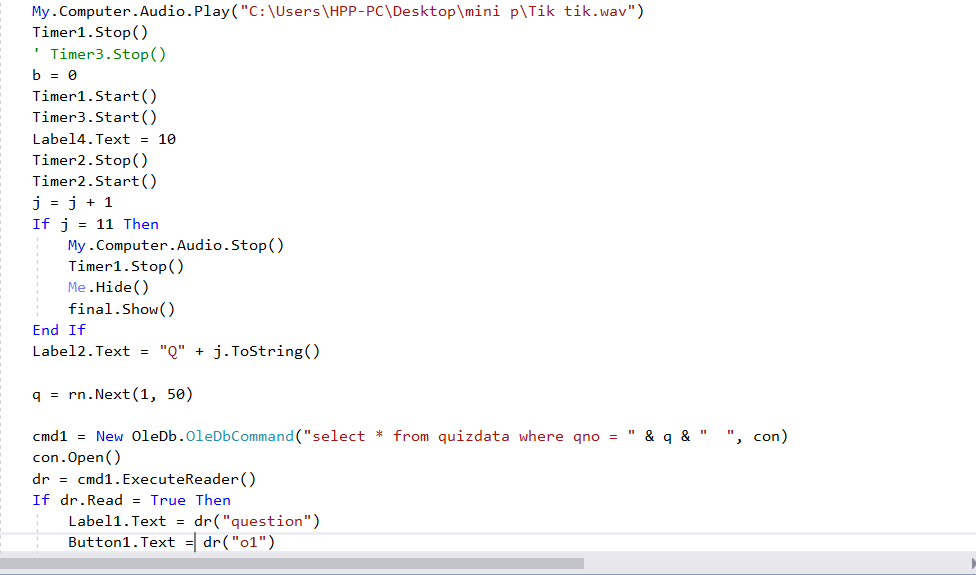 My.Computer.Audio.Play("C:\Users\HPP-PC\Desktop\mini p\Tik tik.wav")
Timer1.Stop()
' Timer3.Stop()
b = 0
Timer1.Start()
Timer3.Start()
Label4.Text = 10
Timer2.Stop()
Timer2.Start()
j = j + 1
If j = 11 Then
    My.Computer.Audio.Stop()
    Timer1.Stop()
    Me.Hide()
    final.Show()
End If
Label2.Text = "Q" + j.ToString()

q = rn.Next(1, 50)

cmd1 = New OleDb.OleDbCommand("select * from quizdata where qno = " & q & "  ", con)
con.Open()
dr = cmd1.ExecuteReader()
If dr.Read = True Then
    Label1.Text = dr("question")
    Button1.Text = dr("o1")